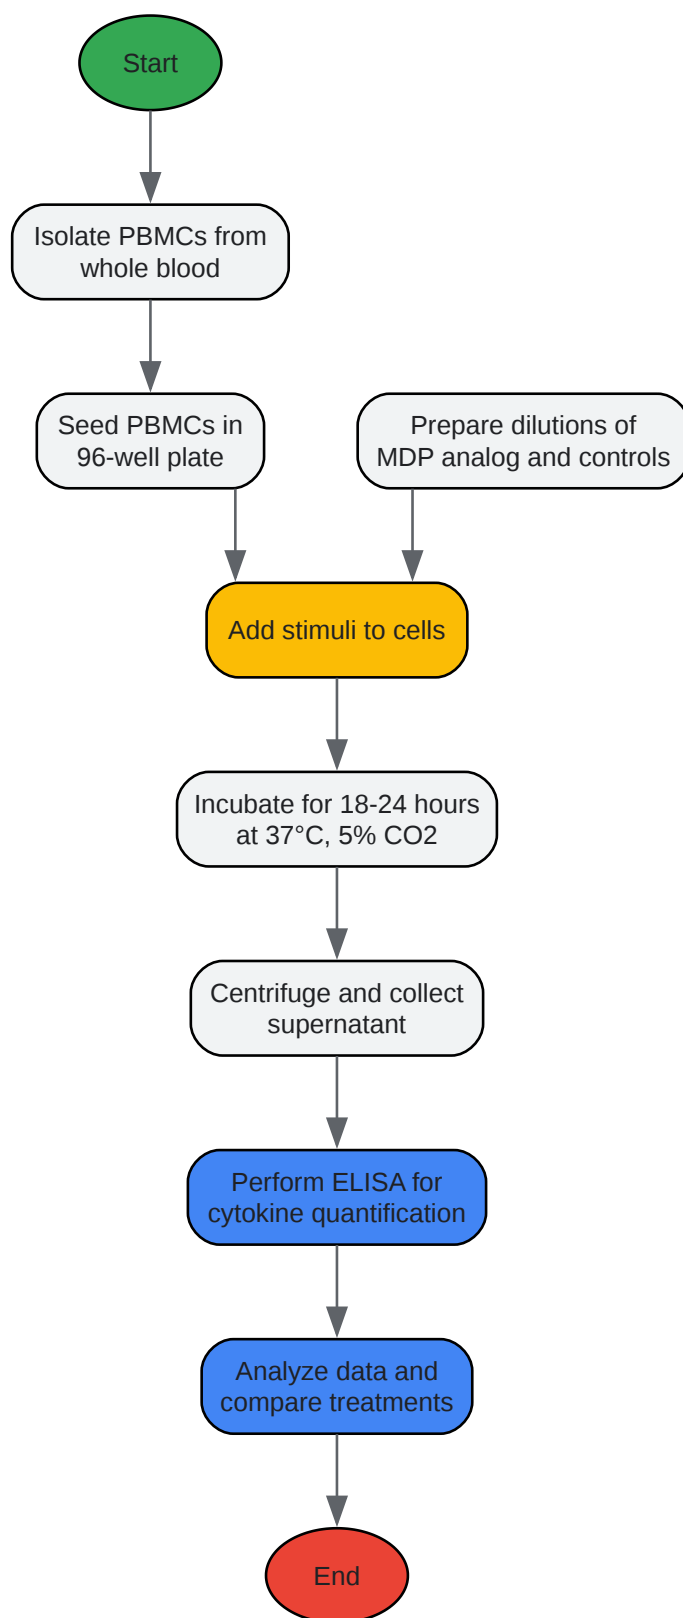 Start
Isolate PBMCs from
whole blood
Seed PBMCs in
96-well plate
Prepare dilutions of
MDP analog and controls
Add stimuli to cells
Incubate for 18-24 hours
at 37°C, 5% CO2
Centrifuge and collect
supernatant
Perform ELISA for
cytokine quantification
Analyze data and
compare treatments
End